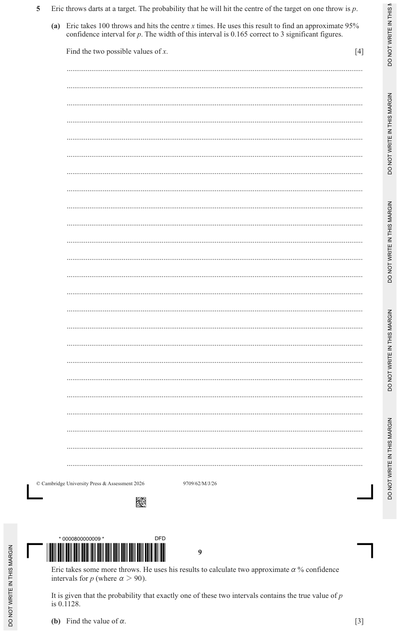 5 Eric throws darts at a target. The probability that he will hit the centre of the target on one throw is p.
(a) Eric takes 100 throws and hits the centre x times. He uses this result to find an approximate 95%
confidence interval for p. The width of this interval is 0.165 correct to 3 significant figures.
Find the two possible values of x. [4]
DO NOT WRITE IN THIS MARGIN
DO NOT WRITE IN THIS MARGIN
DO NOT WRITE IN THIS MARGIN
DO NOT WRITE IN THIS MARGIN
DO NOT WRITE IN THIS MARGIN
© Cambridge University Press & Assessment 2026 9709/62/M/J/26
* 0000800000009 * DFD
9
DO NOT WRITE IN THIS MARGIN
Eric takes some more throws. He uses his results to calculate two approximate α % confidence
intervals for p (where α > 90).
It is given that the probability that exactly one of these two intervals contains the true value of p
is 0.1128.
(b) Find the value of α. [3]